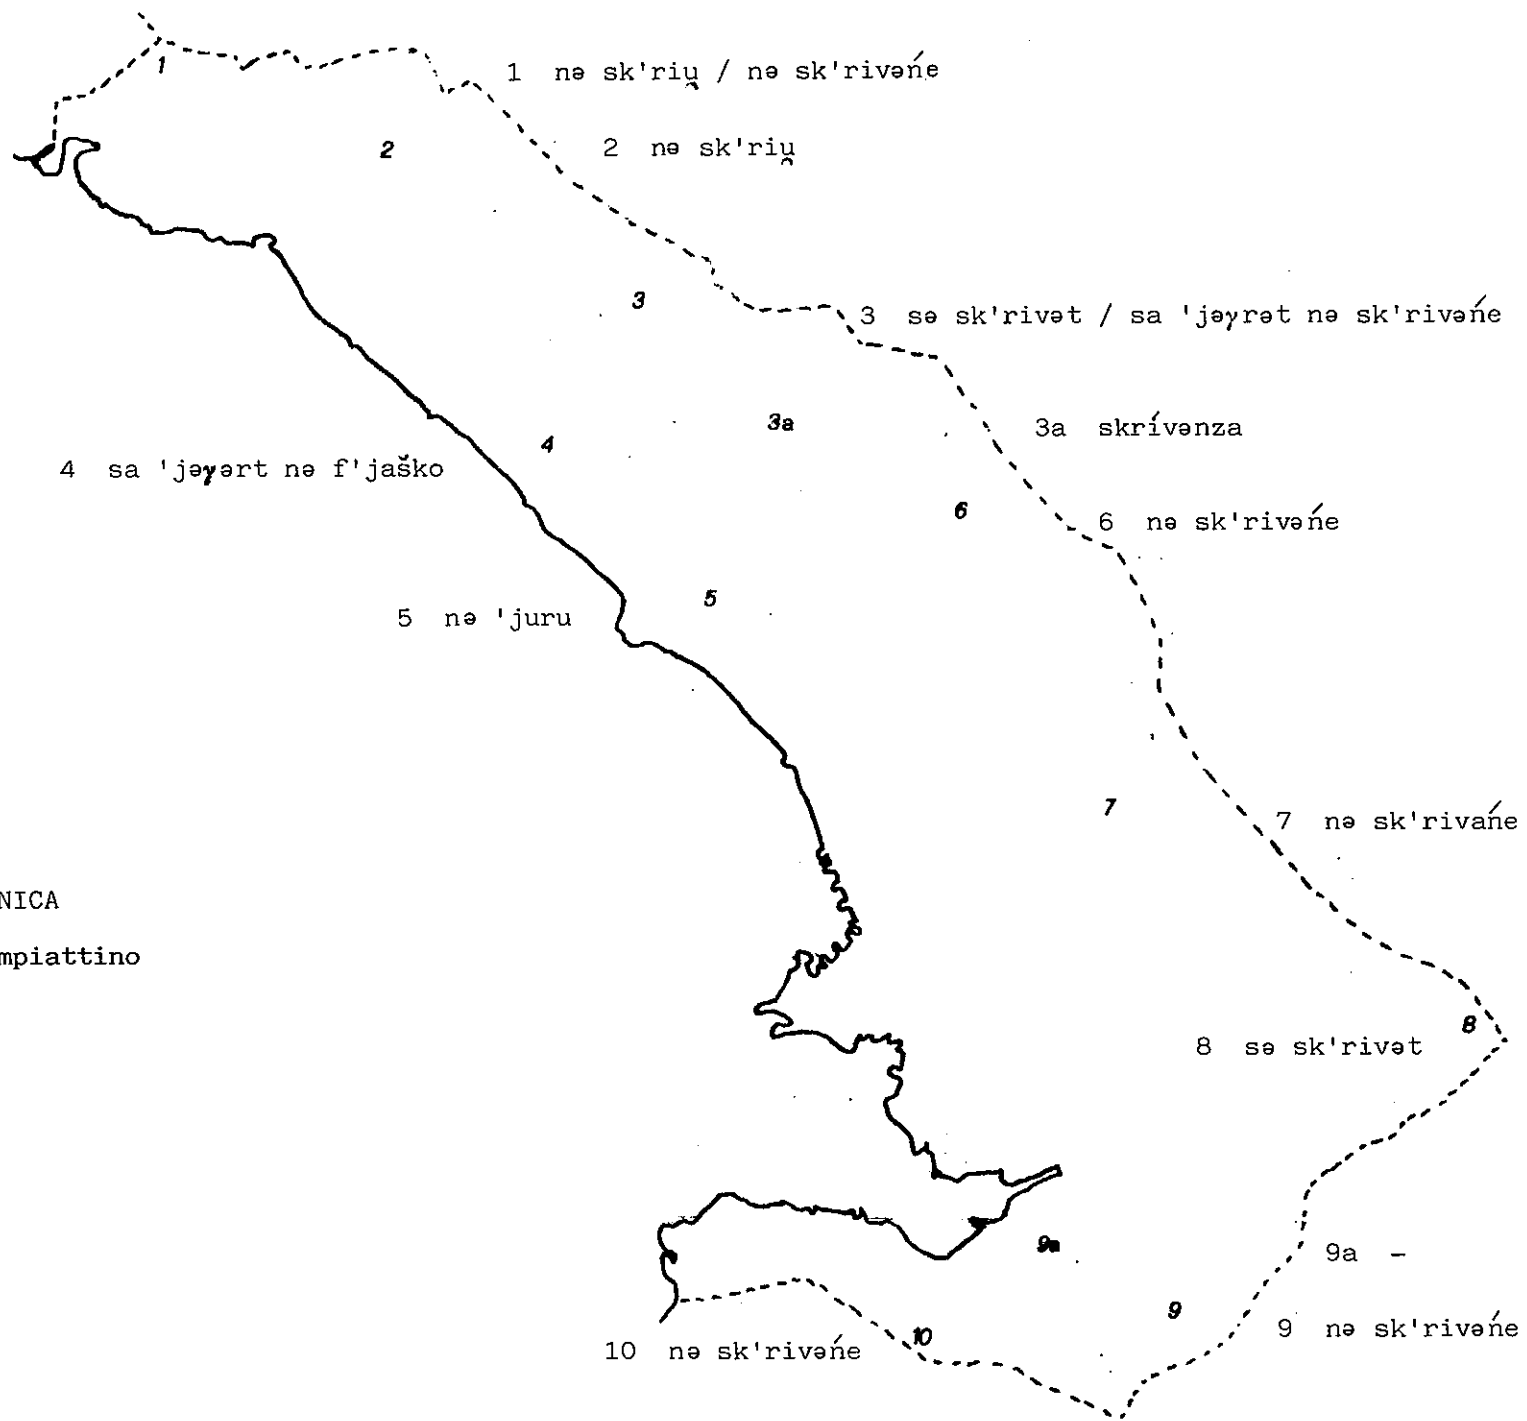 1
1 nə sk'riu̯ / nə sk'rivəńe
2
2 nə sk'riu̯
3
3 sə sk'rivət / sa 'jəɣrət nə sk'rivəńe
3a
3a skrívənza
4
4 sa 'jəɣərt nə f'jaško
6
6 nə sk'rivəńe
5
5 nə 'juru
7
7 nə sk'rivańe
NICA
mpiattino
8
8 sə sk'rivət
9a
9a –
9
9 nə sk'rivəńe
10
10 nə sk'rivəńe